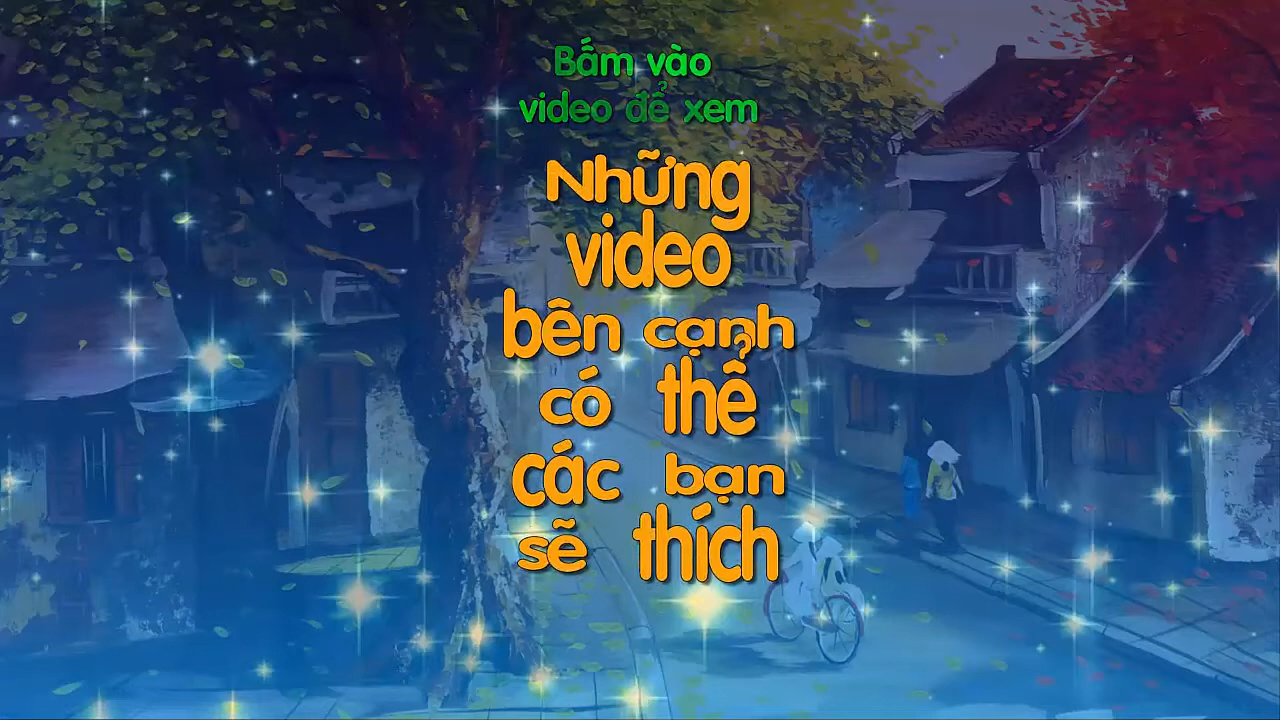 Bấm vào
video để xem
Những
video
bên cạnh
có thể
các bạn
sẽ thích